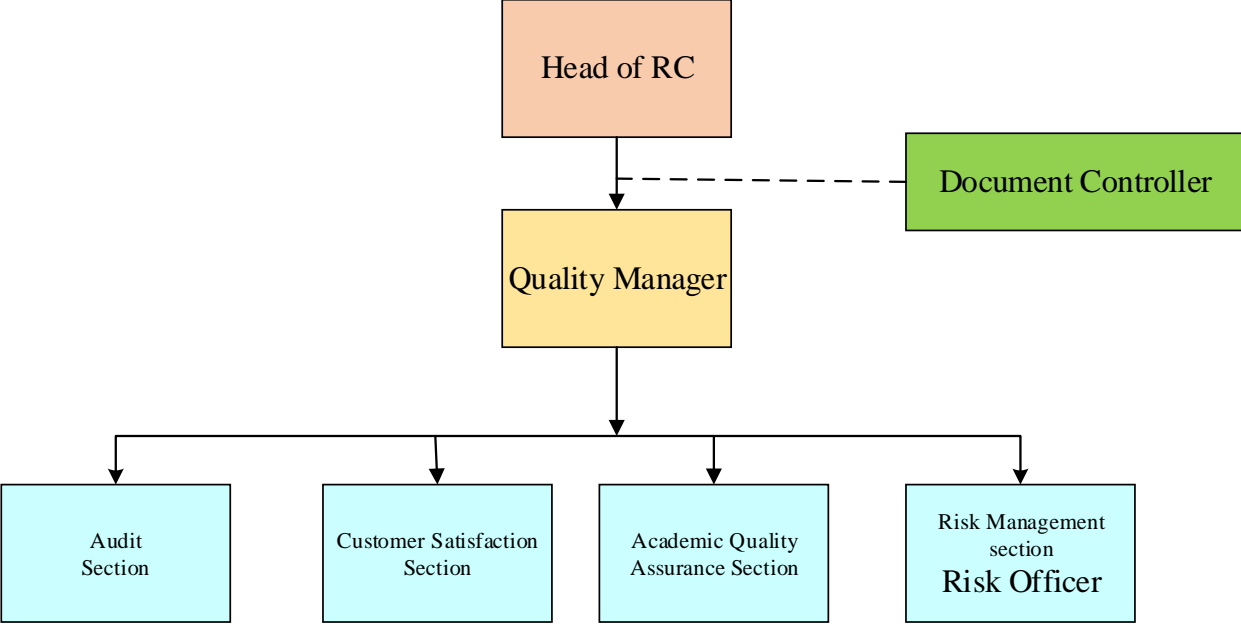 Head of RC
Document Controller
Quality Manager
Audit
Section
Customer Satisfaction
Section
Academic Quality
Assurance Section
Risk Management
section
Risk Officer